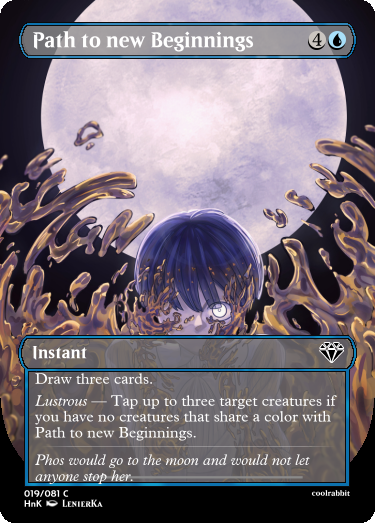 Path to new Beginnings 4
Instant
Draw three cards.
Lustrous — Tap up to three target creatures if
you have no creatures that share a color with
Path to new Beginnings.
Phos would go to the moon and would not let
anyone stop her.
019/081 C
HnK LenierKa
coolrabbit